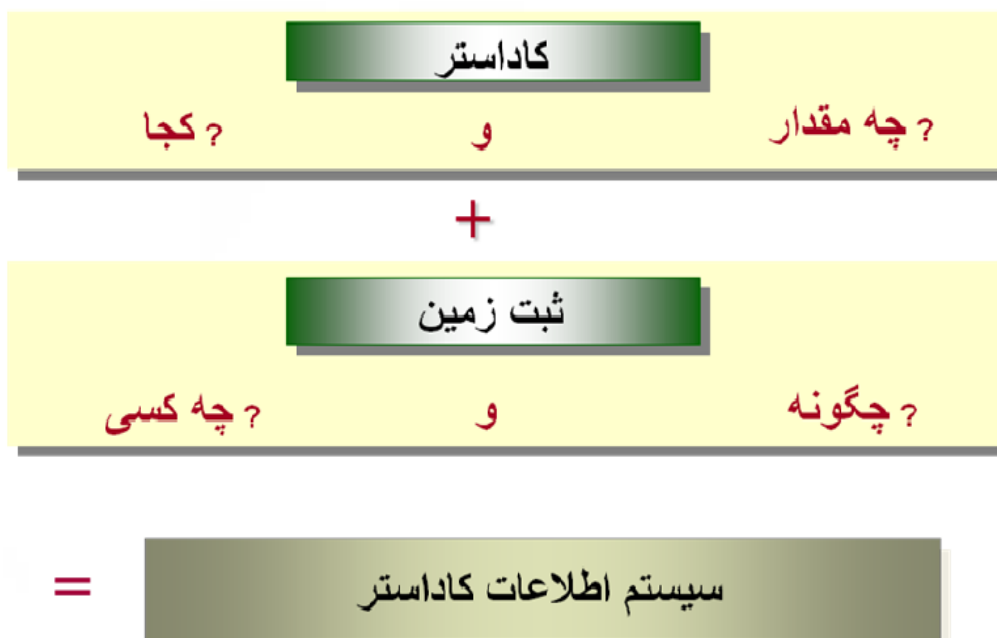 کاداستر
چه مقدار ? و کجا ?
+
ثبت زمین
چگونه ? و چه کسی ?
= سیستم اطلاعات کاداستر